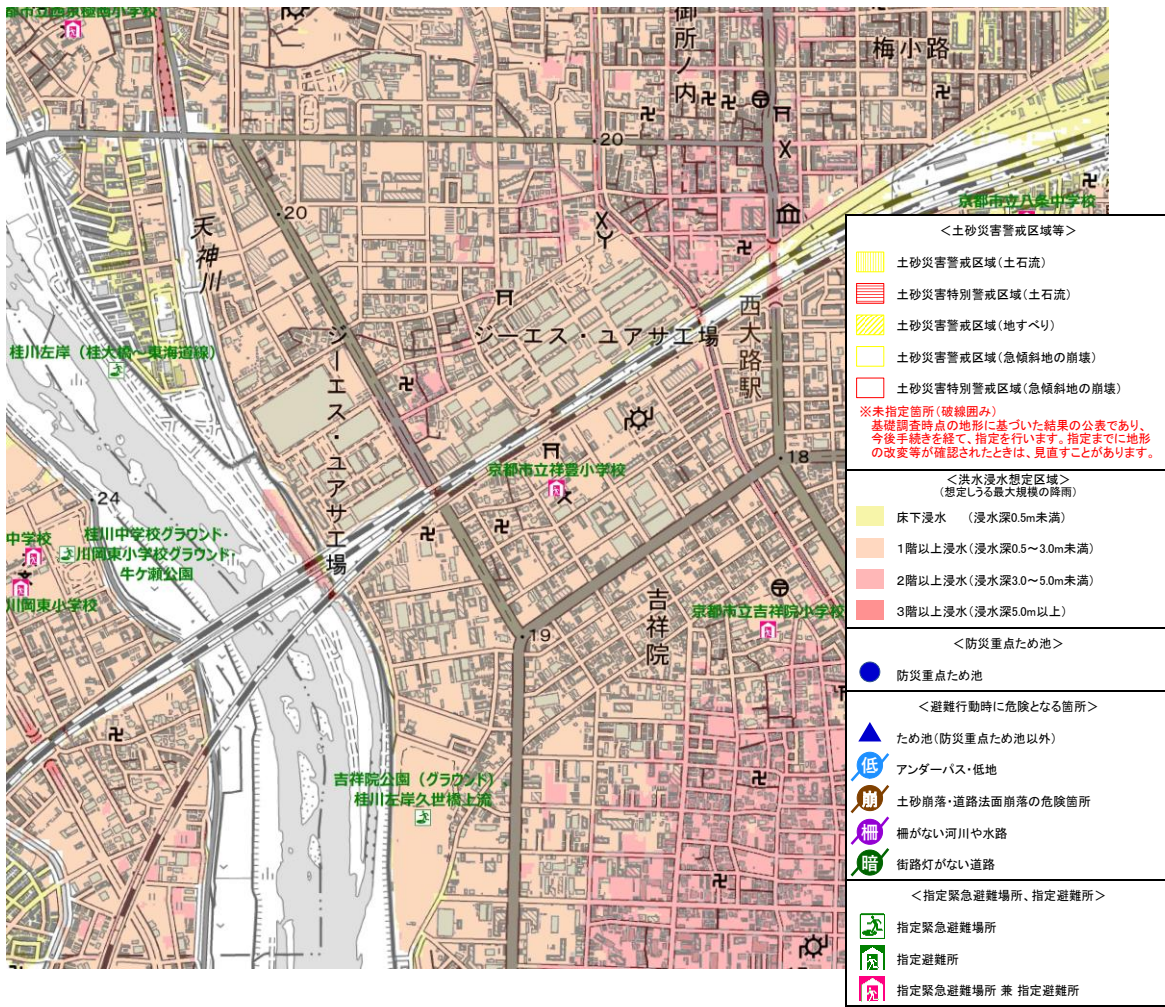 御所ノ内
梅小路
20
20
天神川
京都市立八条中学校
桂川左岸（桂大橋～東海道線）
ジーエス・ユアサ工場
ジーエス・ユアサ工場
西大路駅
京都市立祥豊小学校
18
24
桂川中学校グラウンド・
川岡東小学校グラウンド・
牛ケ瀬公園
中学校
川岡東小学校
19
吉祥院
京都市立吉祥院小学校
吉祥院公園（グラウンド）、
桂川左岸久世橋上流
＜土砂災害警戒区域等＞
土砂災害警戒区域（土石流）
土砂災害特別警戒区域（土石流）
土砂災害警戒区域（地すべり）
土砂災害警戒区域（急傾斜地の崩壊）
土砂災害特別警戒区域（急傾斜地の崩壊）
※未指定箇所（破線囲み）
基礎調査時点の地形に基づいた結果の公表であり、
今後手続きを経て、指定を行います。指定までに地形
の改変等が確認されたときは、見直すことがあります。
＜洪水浸水想定区域＞
（想定しうる最大規模の降雨）
床下浸水　（浸水深0.5m未満）
1階以上浸水（浸水深0.5～3.0m未満）
2階以上浸水（浸水深3.0～5.0m未満）
3階以上浸水（浸水深5.0m以上）
＜防災重点ため池＞
防災重点ため池
＜避難行動時に危険となる箇所＞
ため池（防災重点ため池以外）
低 アンダーパス・低地
崩 土砂崩落・道路法面崩落の危険箇所
柵 柵がない河川や水路
暗 街路灯がない道路
＜指定緊急避難場所、指定避難所＞
指定緊急避難場所
指定避難所
指定緊急避難場所 兼 指定避難所